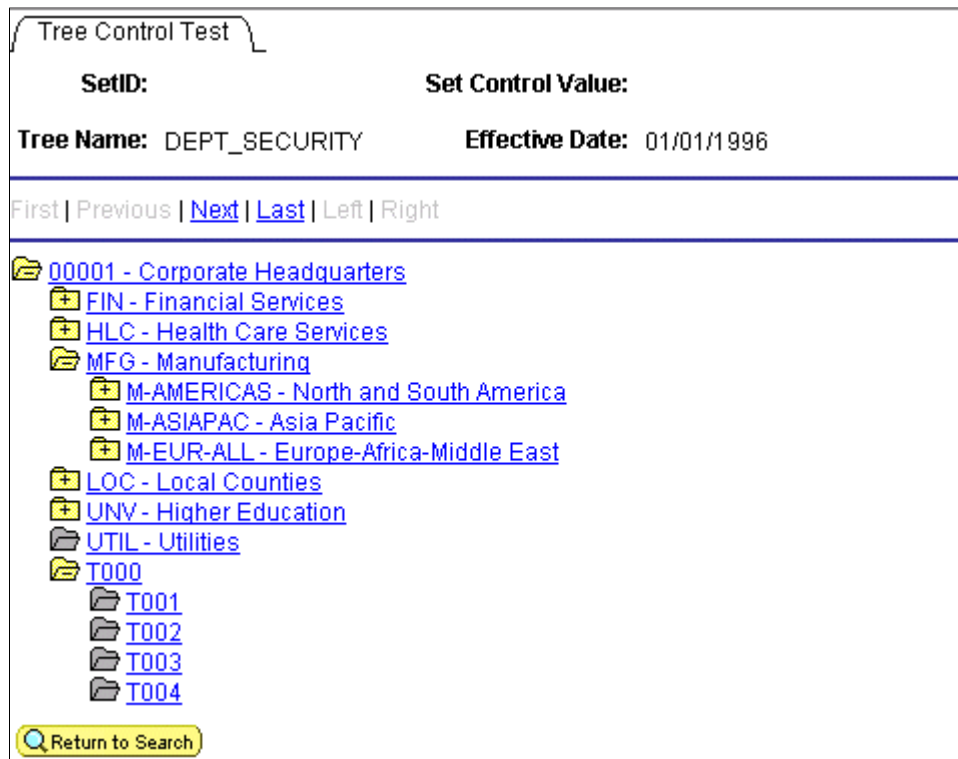 Tree Control Test
SetID: Set Control Value:
Tree Name: DEPT_SECURITY Effective Date: 01/01/1996
First | Previous | Next | Last | Left | Right
00001 - Corporate Headquarters
FIN - Financial Services
HLC - Health Care Services
MFG - Manufacturing
M-AMERICAS - North and South America
M-ASIAPAC - Asia Pacific
M-EUR-ALL - Europe-Africa-Middle East
LOC - Local Counties
UNV - Higher Education
UTIL - Utilities
T000
T001
T002
T003
T004
Return to Search